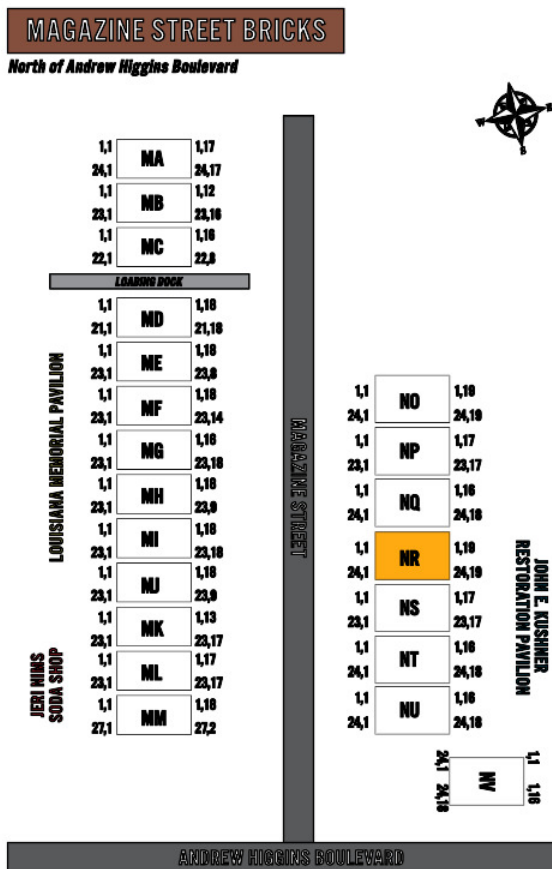 MAGAZINE STREET BRICKS
North of Andrew Higgins Boulevard
N
W
E
S
1,1 MA 1,17
24,1 24,17
1,1 MB 1,12
23,1 23,16
1,1 MC 1,16
22,1 22,8
LOADING DOCK
1,1 MD 1,18
21,1 21,18
1,1 ME 1,18
23,1 23,8
1,1 MF 1,18
23,1 23,14
1,1 MG 1,16
23,1 23,18
1,1 MH 1,18
23,1 23,9
1,1 MI 1,18
23,1 23,18
1,1 MJ 1,18
23,1 23,9
1,1 MK 1,13
23,1 23,17
1,1 ML 1,17
23,1 23,17
1,1 MM 1,18
27,1 27,2
LOUISIANA MEMORIAL PAVILION
JERI NIMS
SODA SHOP
MAGAZINE STREET
1,1 NO 1,19
24,1 24,19
1,1 NP 1,17
23,1 23,17
1,1 NQ 1,16
24,1 24,18
1,1 NR 1,19
24,1 24,19
1,1 NS 1,17
23,1 23,17
1,1 NT 1,16
24,1 24,18
1,1 NU 1,16
24,1 24,18
JOHN E. KUSHNER
RESTORATION PAVILION
1,1 NV 1,16
24,1 24,18
ANDREW HIGGINS BOULEVARD